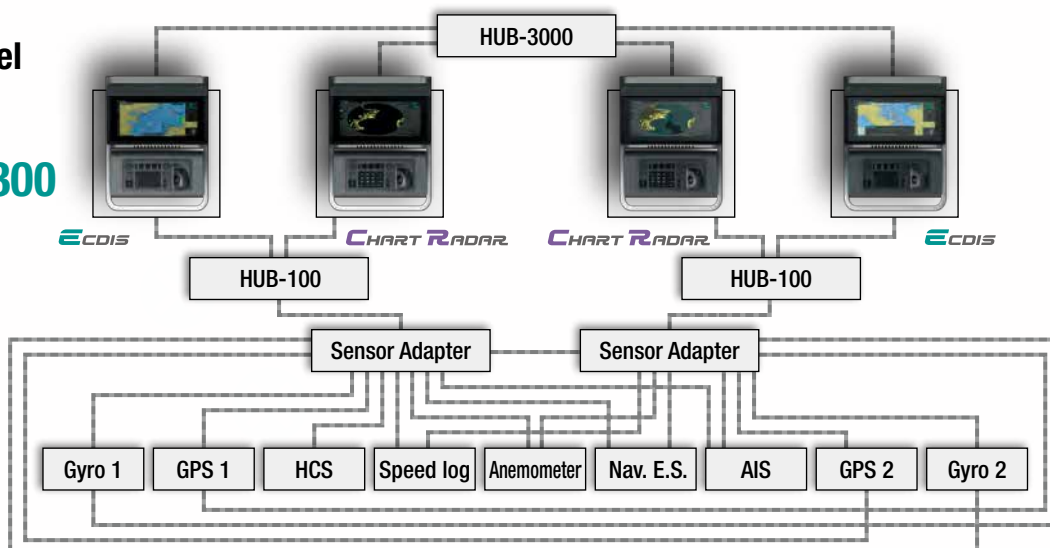 HUB-3000
el
300
ECDIS
CHART RADAR
CHART RADAR
ECDIS
HUB-100
HUB-100
Sensor Adapter
Sensor Adapter
Gyro 1
GPS 1
HCS
Speed log
Anemometer
Nav. E.S.
AIS
GPS 2
Gyro 2